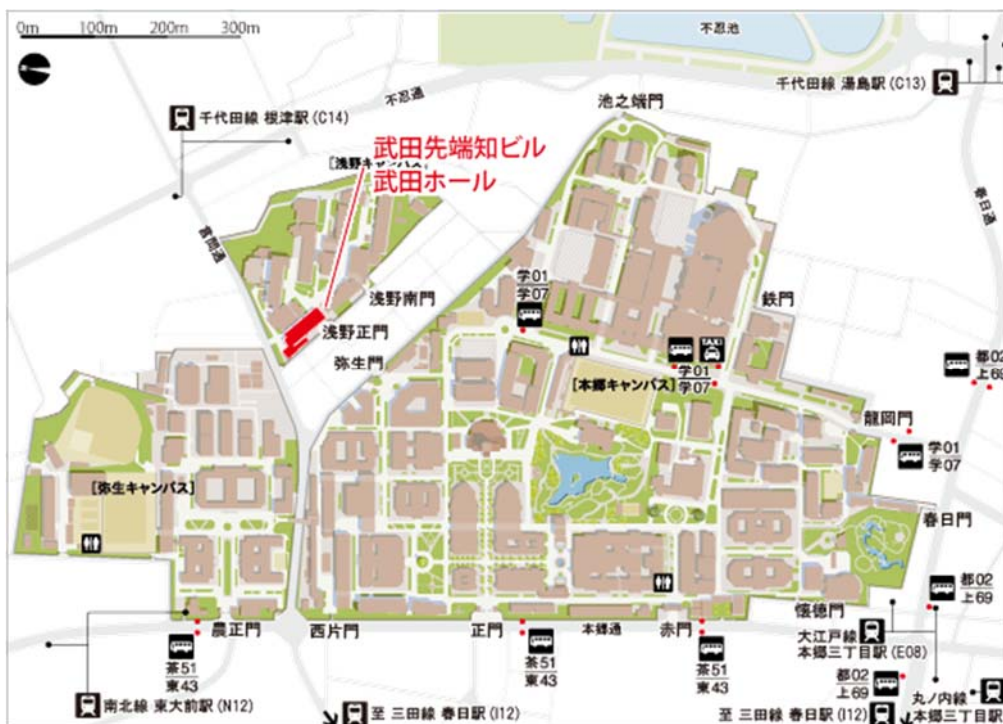 0m 100m 200m 300m
不忍池
千代田線 湯島駅(C13)
不忍通
池之端門
千代田線 根津駅(C14)
武田先端知ビル
[浅野キャンパス]
武田ホール
春日通
言問通
浅野南門
学01
学07
鉄門
浅野正門
弥生門
TAXI
学01
学07
[本郷キャンパス]
都02
上69
龍岡門
学01
学07
[弥生キャンパス]
春日門
都02
上69
懐徳門
農正門
西片門
正門
本郷通
赤門
大江戸線
本郷三丁目駅(E08)
茶51
東43
茶51
東43
茶51
東43
都02
上69
丸ノ内線
本郷三丁目駅
南北線 東大前駅(N12)
至 三田線 春日駅(I12)
至 三田線 春日駅(I12)